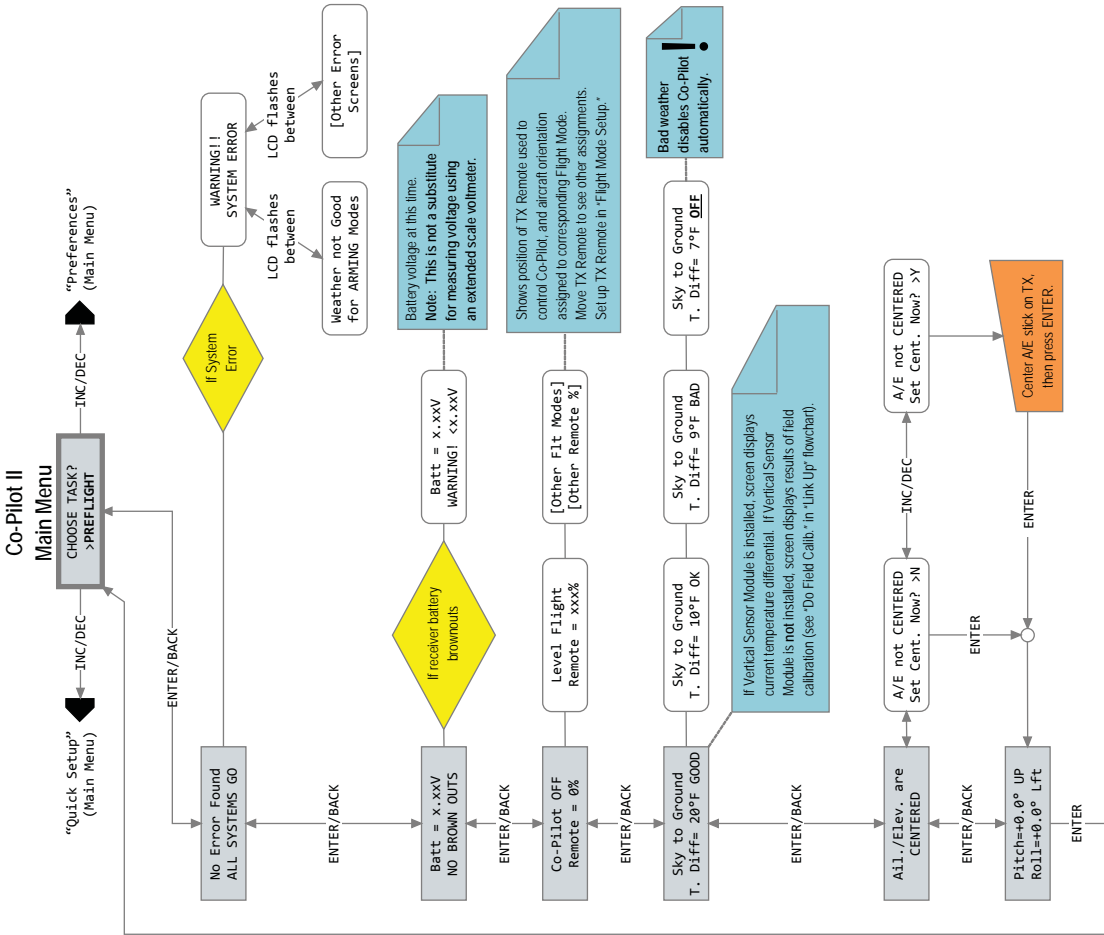 Co-Pilot II
Main Menu
"Quick Setup"
(Main Menu)
INC/DEC
CHOOSE TASK?
>PREFLIGHT
INC/DEC
"Preferences"
(Main Menu)
ENTER/BACK
No Error Found
ALL SYSTEMS GO
If System
Error
WARNING!!
SYSTEM ERROR
LCD flashes
between
LCD flashes
between
Weather not Good
for ARMING Modes
[Other Error
Screens]
ENTER/BACK
Batt = x.xxV
NO BROWN OUTS
If receiver battery
brownouts
Batt = x.xxV
WARNING! <x.xxV
Battery voltage at this time.
Note: This is not a substitute
for measuring voltage using
an extended scale voltmeter.
ENTER/BACK
Co-Pilot OFF
Remote = 0%
Level Flight
Remote = xxx%
[Other Flt Modes]
[Other Remote %]
Shows position of TX Remote used to
control Co-Pilot, and aircraft orientation
assigned to corresponding Flight Mode.
Move TX Remote to see other assignments.
Setup TX Remote in "Flight Mode Setup."
ENTER/BACK
Sky to Ground
T. Diff= 20°F GOOD
Sky to Ground
T. Diff= 10°F OK
Sky to Ground
T. Diff= 9°F BAD
Sky to Ground
T. Diff= 7°F OFF
Bad weather
disables Co-Pilot
automatically.
!
If Vertical Sensor Module is installed, screen displays
current temperature differential. If Vertical Sensor
Module is not installed, screen displays results of field
calibration (see "Do Field Calib." in "Link Up" flowchart).
ENTER/BACK
Ail./Elev. are
CENTERED
A/E not CENTERED
Set Cent. Now? >N
INC/DEC
A/E not CENTERED
Set Cent. Now? >Y
ENTER/BACK
ENTER
Center A/E stick on TX,
then press ENTER.
ENTER
Pitch=+0.0° UP
Roll=+0.0° Lft
ENTER